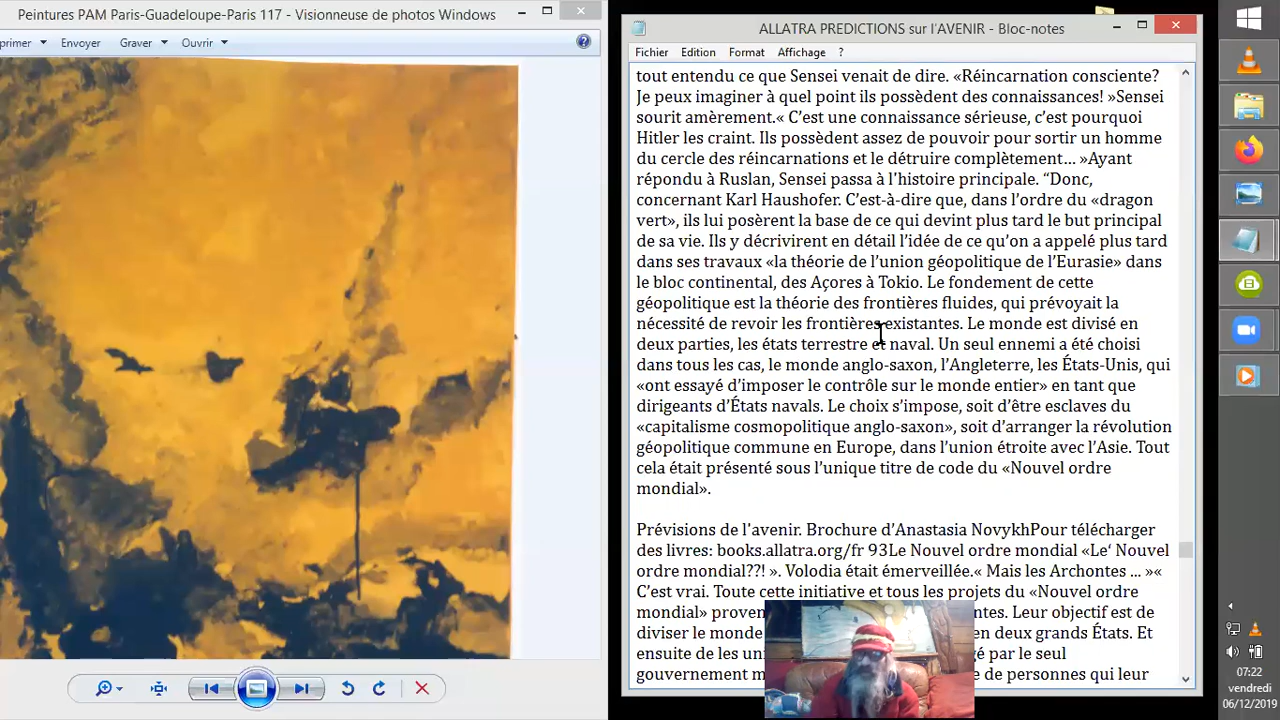 Peintures PAM Paris-Guadeloupe-Paris 117 - Visionneuse de photos Windows
primer
Envoyer
Graver
Ouvrir
ALLATRA PREDICTIONS sur l'AVENIR - Bloc-notes
Fichier Edition Format Affichage ?
tout entendu ce que Sensei venait de dire. «Réincarnation consciente?
Je peux imaginer à quel point ils possèdent des connaissances! »Sensei
sourit amèrement.« C'est une connaissance sérieuse, c'est pourquoi
Hitler les craint. Ils possèdent assez de pouvoir pour sortir un homme
du cercle des réincarnations et le détruire complètement... »Ayant
répondu à Ruslan, Sensei passa à l'histoire principale. “Donc,
concernant Karl Haushofer. C'est-à-dire que, dans l'ordre du «dragon
vert», ils lui posèrent la base de ce qui devint plus tard le but principal
de sa vie. Ils y décrivirent en détail l'idée de ce qu'on a appelé plus tard
dans ses travaux «la théorie de l'union géopolitique de l'Eurasie» dans
le bloc continental, des Açores à Tokio. Le fondement de cette
géopolitique est la théorie des frontières fluides, qui prévoyait la
nécessité de revoir les frontières existantes. Le monde est divisé en
deux parties, les états terrestre et naval. Un seul ennemi a été choisi
dans tous les cas, le monde anglo-saxon, l'Angleterre, les États-Unis, qui
«ont essayé d'imposer le contrôle sur le monde entier» en tant que
dirigeants d'États navals. Le choix s'impose, soit d'être esclaves du
«capitalisme cosmopolitique anglo-saxon», soit d'arranger la révolution
géopolitique commune en Europe, dans l'union étroite avec l'Asie. Tout
cela était présenté sous l'unique titre de code du «Nouvel ordre
mondial».
Prévisions de l'avenir. Brochure d'Anastasia NovykhPour télécharger
des livres: books.allatra.org/fr 93Le Nouvel ordre mondial «Le‘ Nouvel
ordre mondial??! ». Volodia était émerveillée.« Mais les Archontes ... »«
C'est vrai. Toute cette initiative et tous les projets du «Nouvel ordre
mondial» Leur objectif est de
diviser le monde en deux grands États. Et
ensuite de les par le seul
gouvernement de personnes qui leur
07:22
vendredi
06/12/2019